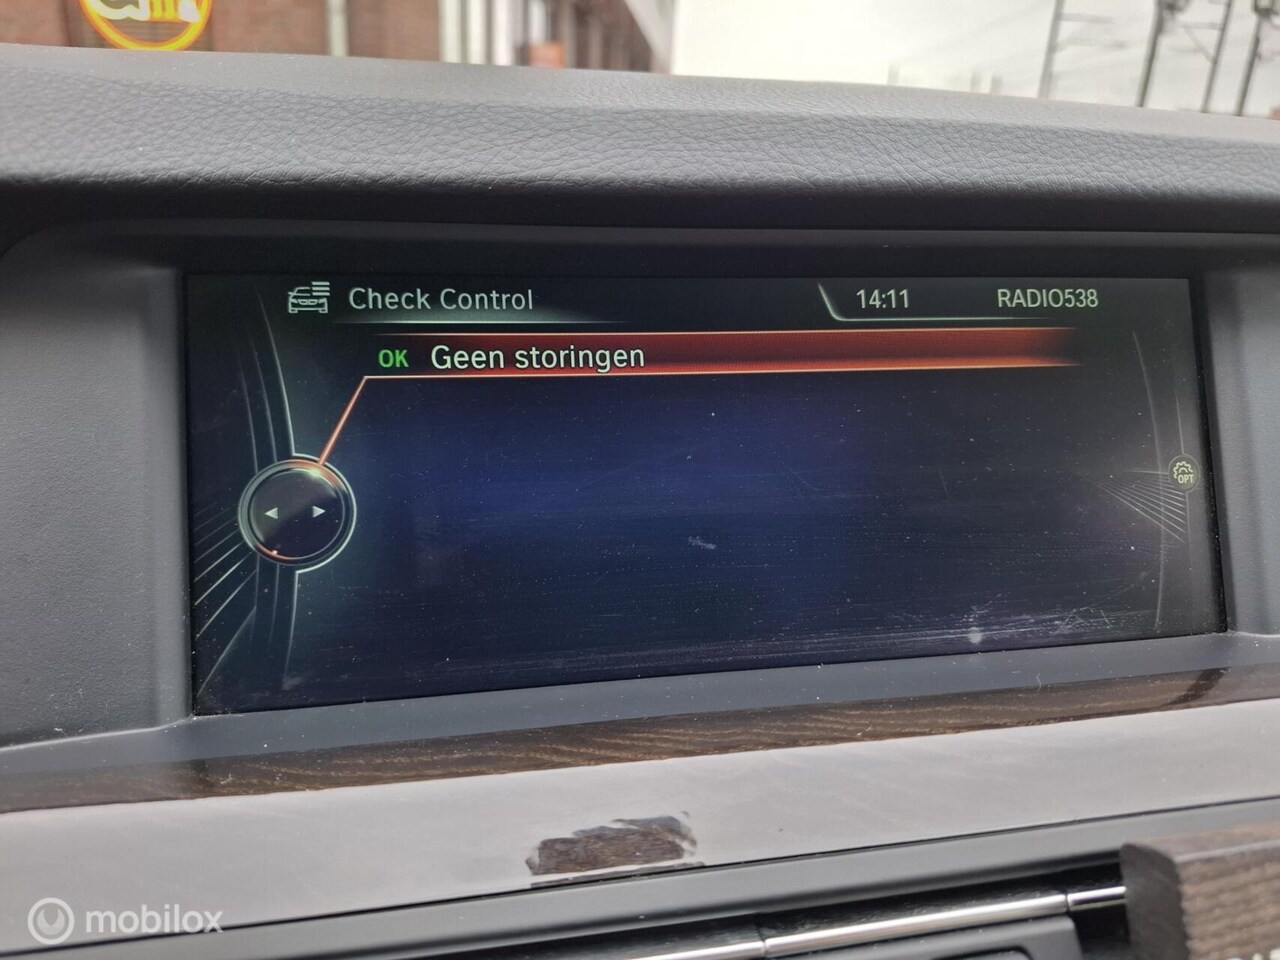 Check Control
14:11
RADIO538
OK Geen storingen
OPT
mobilox